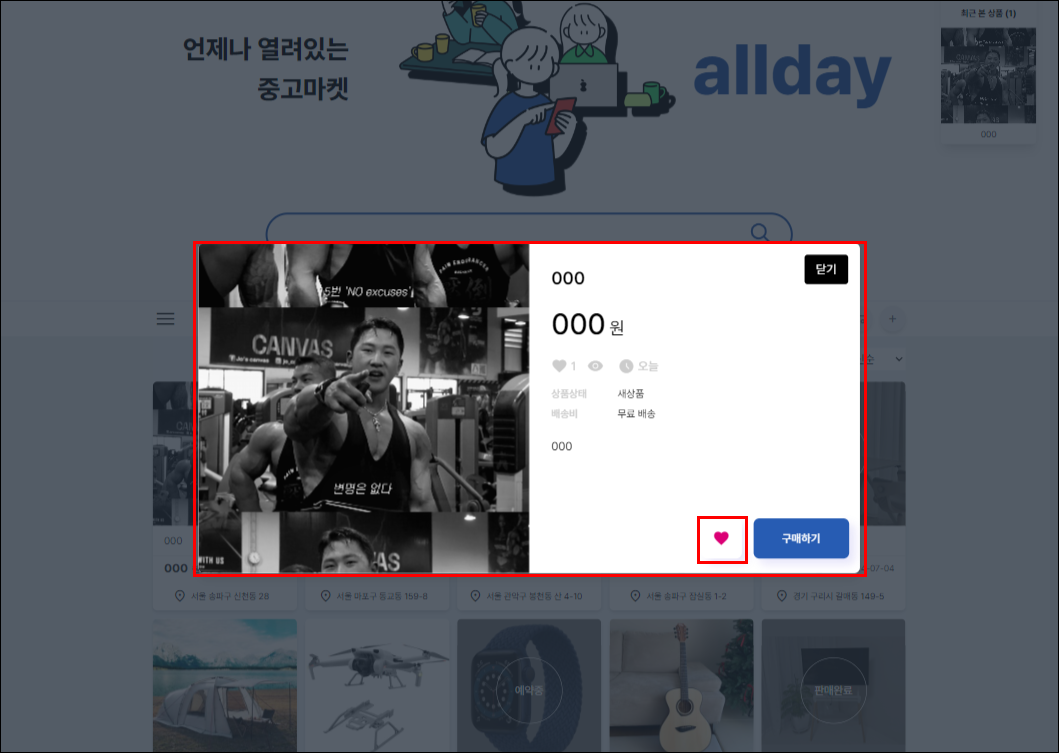 언제나 열려있는
중고마켓
allday
최근 본 상품 (1)
000
닫기
000
000 원
1
오늘
상품상태 새상품
배송비 무료 배송
000
구매하기
5번 'NO excuses'
CANVAS
변명은 없다
WITH US
000
000
07-04
서울 송파구 신천동 28
서울 마포구 동교동 159-8
서울 관악구 봉천동 산 4-10
서울 송파구 잠실동 1-2
경기 구리시 갈매동 149-5
예약중
판매완료